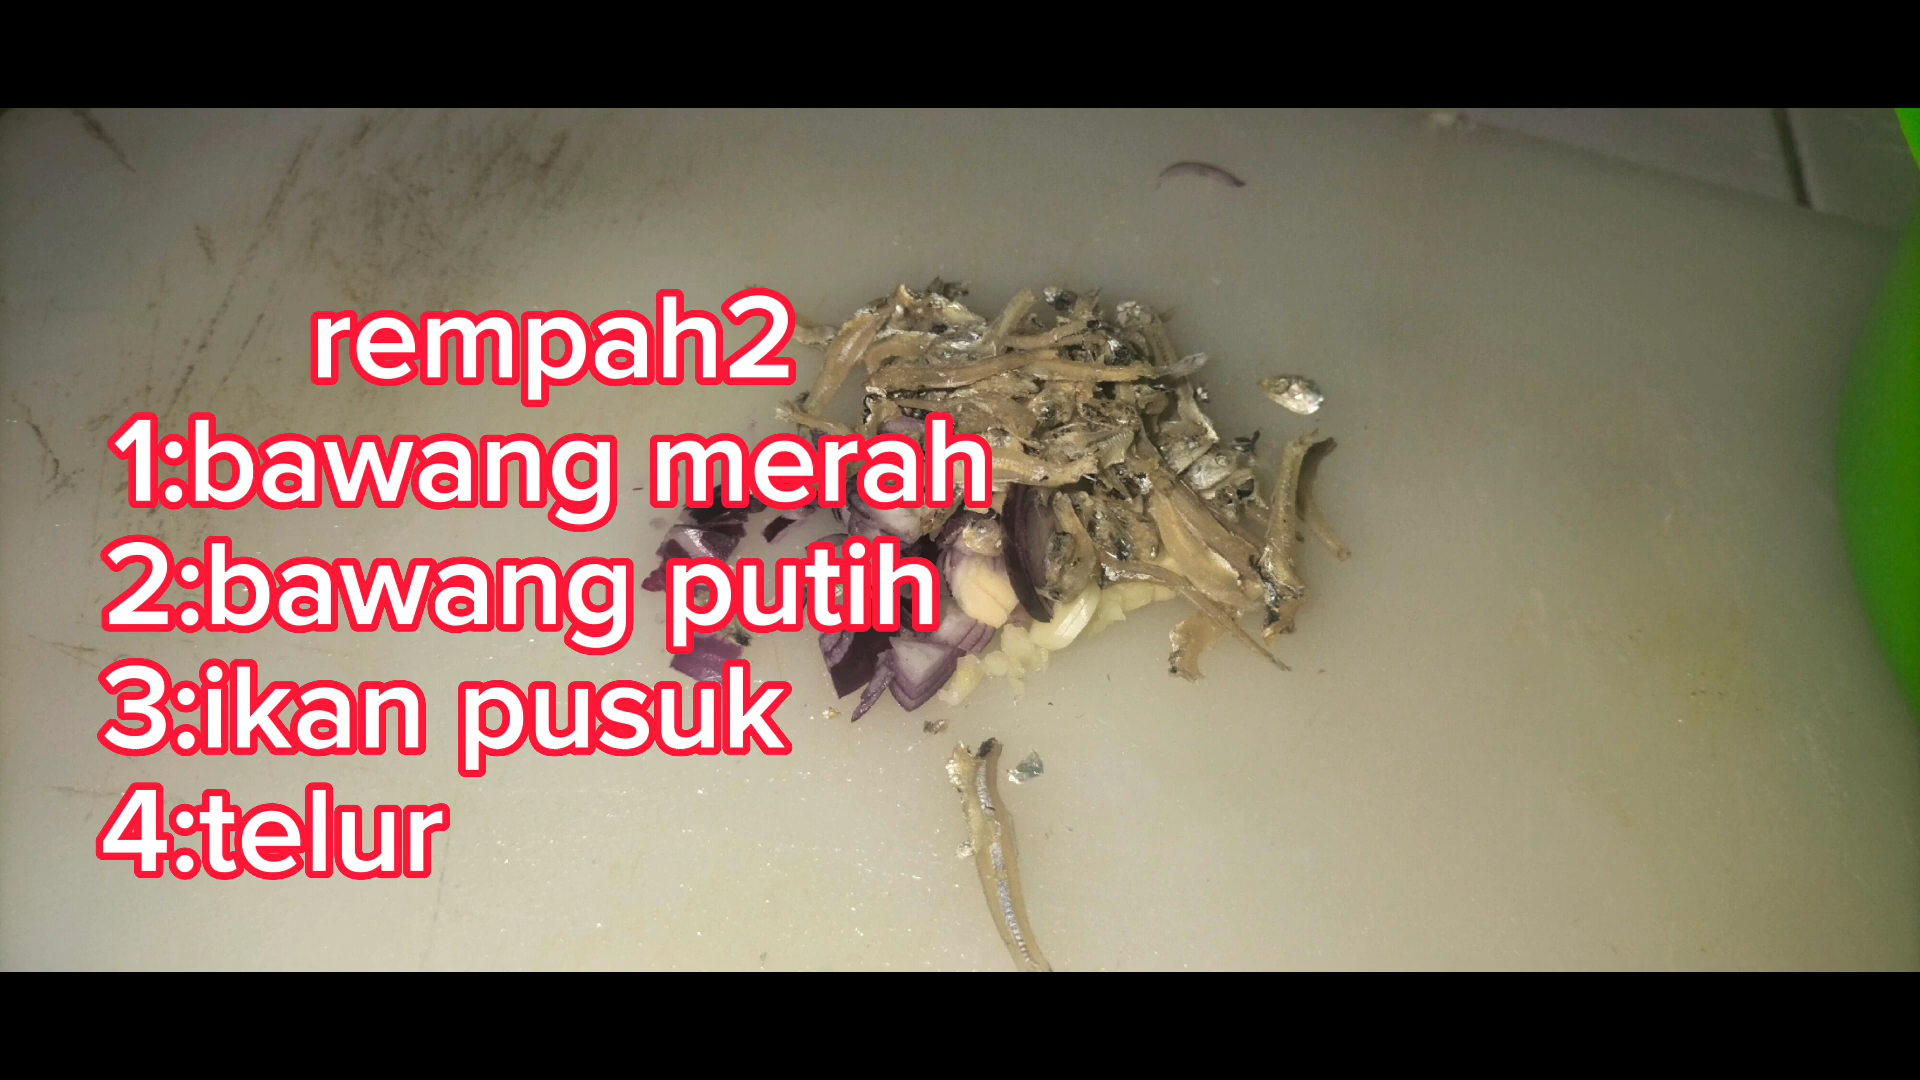 rempah2
1:bawang merah
2:bawang putih
3:ikan pusuk
4:telur